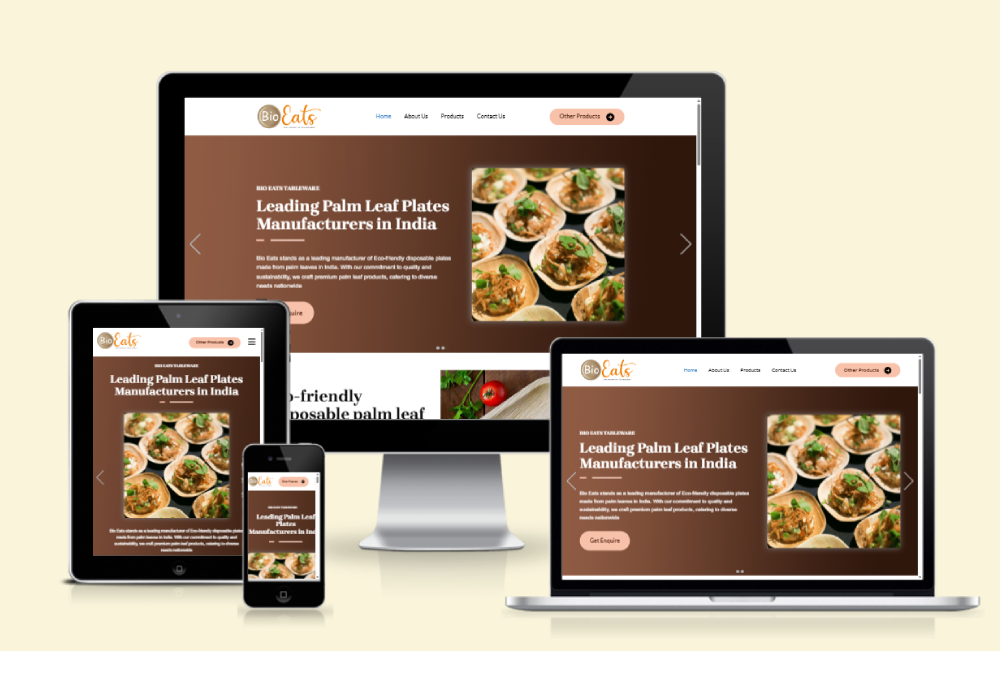 Bio Eats
Home About Us Products Contact Us
Other Products
BIO EATS TABLEWARE
Leading Palm Leaf Plates
Manufacturers in India
Bio Eats stands as a leading manufacturer of Eco-friendly disposable plates
made from palm leaves in India. With our commitment to quality and
sustainability, we craft premium palm leaf products, catering to diverse
needs nationwide
uire
o-friendly
posable palm leaf
Bio Eats
Other Products
BIO EATS TABLEWARE
Leading Palm Leaf Plates
Manufacturers in India
Bio Eats stands as a leading manufacturer of Eco-friendly disposable plates
made from palm leaves in India. With our
commitment to quality and
sustainability, we craft premium palm leaf
products, catering to diverse
needs nationwide
Bio Eats
Leading Palm Leaf
Plates
Manufacturers in Ind
Bio Eats
Home About Us Products Contact Us
Other Products
BIO EATS TABLEWARE
Leading Palm Leaf Plates
Manufacturers in India
Bio Eats stands as a leading manufacturer of Eco-friendly disposable plates
made from palm leaves in India. With our commitment to quality and
sustainability, we craft premium palm leaf products, catering to diverse
needs nationwide
Get Enquire